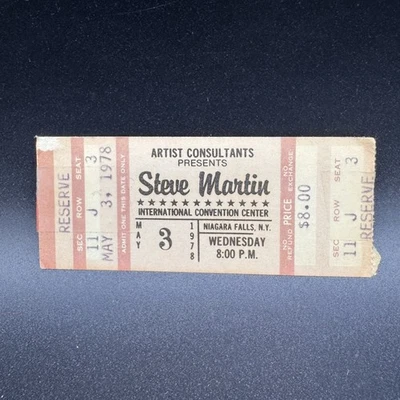 RESERVE
SEC ROW SEAT
11 J 3
MAY 3, 1978
ADMIT ONE THIS DATE ONLY
ARTIST CONSULTANTS
PRESENTS
Steve Martin
★★★★★★★★★★★★★★
INTERNATIONAL CONVENTION CENTER
MAY
3
1978
NIAGARA FALLS, N.Y.
WEDNESDAY
8:00 P.M.
NO REFUND
PRICE
$8.00
NO EXCHANGE
SEC ROW SEAT
11 J 3
RESERVE